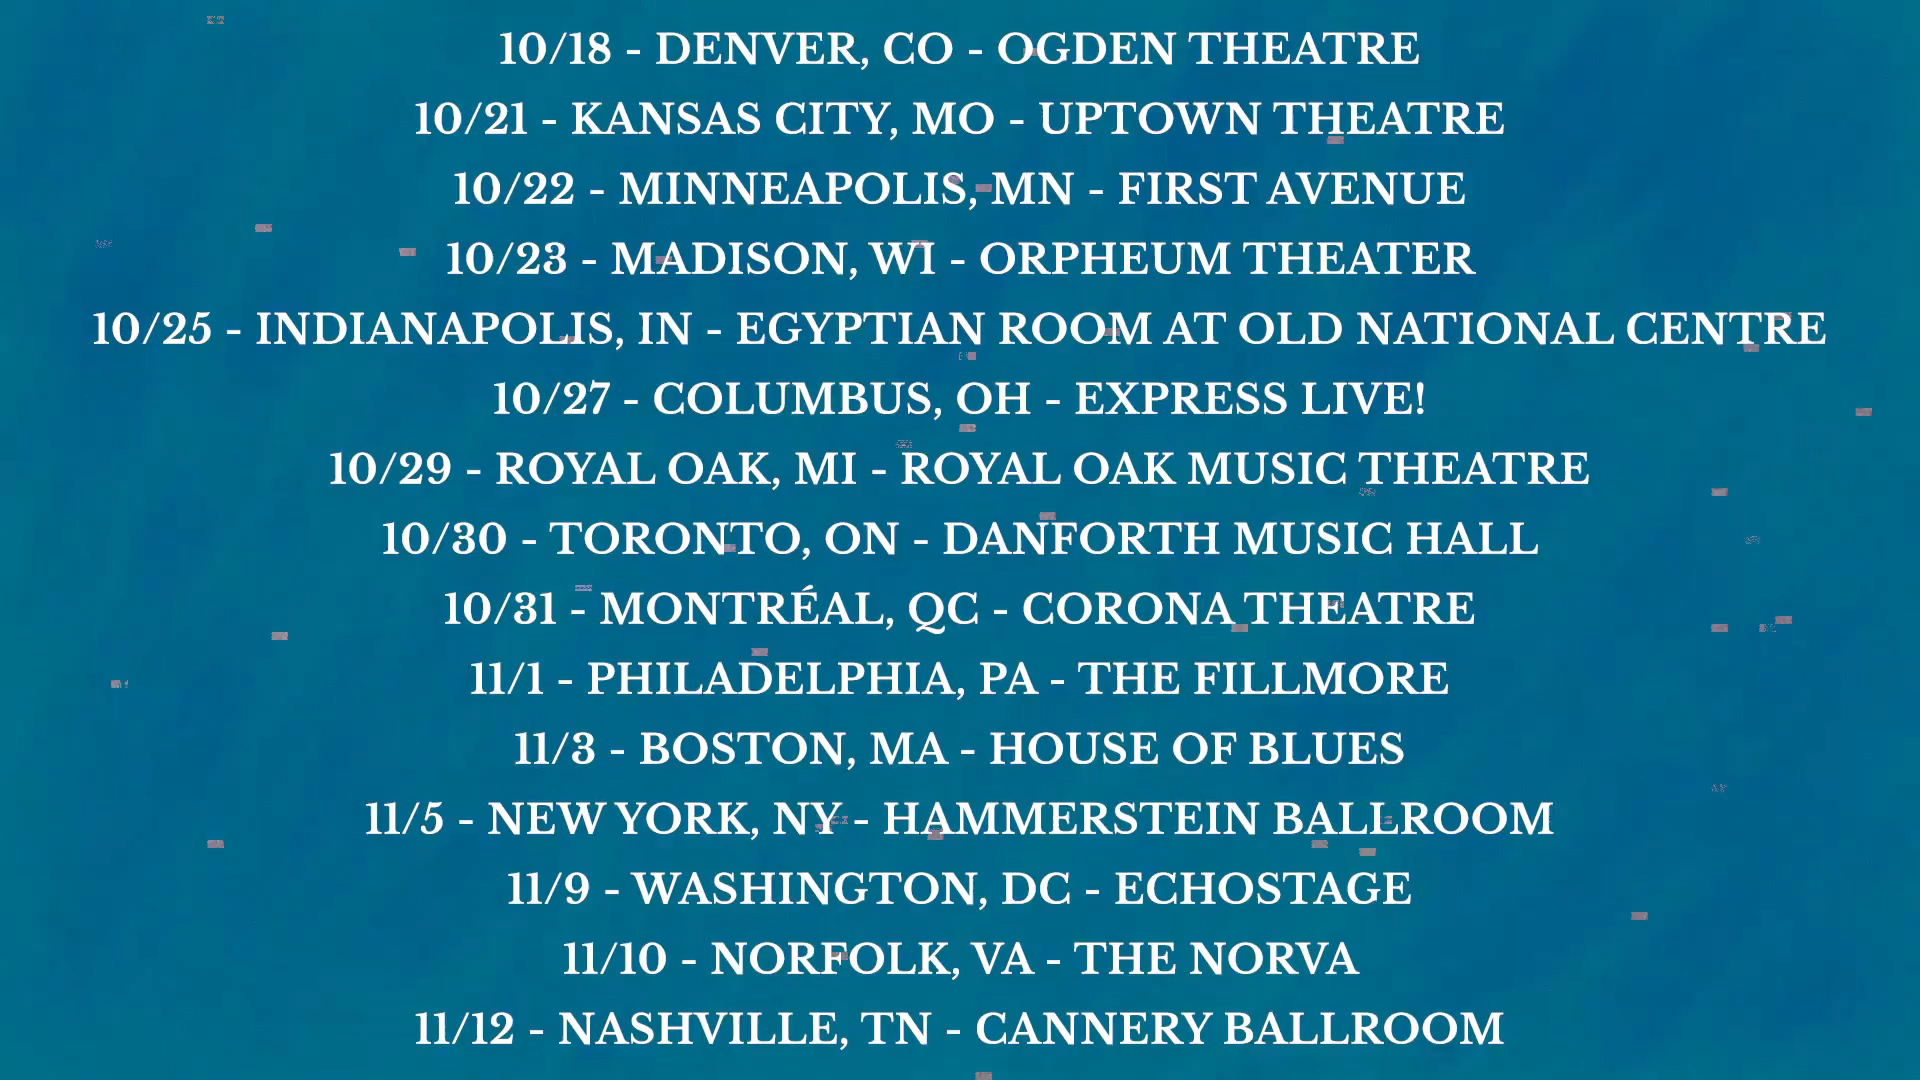 10/18 - DENVER, CO - OGDEN THEATRE
10/21 - KANSAS CITY, MO - UPTOWN THEATRE
10/22 - MINNEAPOLIS, MN - FIRST AVENUE
10/23 - MADISON, WI - ORPHEUM THEATER
10/25 - INDIANAPOLIS, IN - EGYPTIAN ROOM AT OLD NATIONAL CENTRE
10/27 - COLUMBUS, OH - EXPRESS LIVE!
10/29 - ROYAL OAK, MI - ROYAL OAK MUSIC THEATRE
10/30 - TORONTO, ON - DANFORTH MUSIC HALL
10/31 - MONTRÉAL, QC - CORONA THEATRE
11/1 - PHILADELPHIA, PA - THE FILLMORE
11/3 - BOSTON, MA - HOUSE OF BLUES
11/5 - NEW YORK, NY - HAMMERSTEIN BALLROOM
11/9 - WASHINGTON, DC - ECHOSTAGE
11/10 - NORFOLK, VA - THE NORVA
11/12 - NASHVILLE, TN - CANNERY BALLROOM